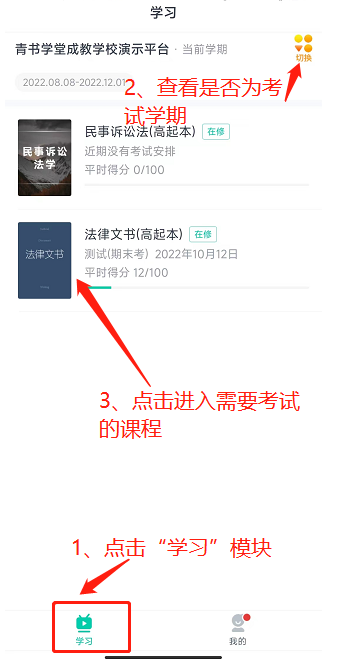 学习
青书学堂成教学校演示平台 · 当前学期
切换
2022.08.08-2022.12.01
2、查看是否为考
试学期
民事诉讼
法学
民事诉讼法(高起本) 在修
近期没有考试安排
平时得分 0/100
法律文书
法律文书(高起本) 在修
测试(期末考) 2022年10月12日
平时得分 12/100
3、点击进入需要考试
的课程
1、点击“学习”模块
学习
我的